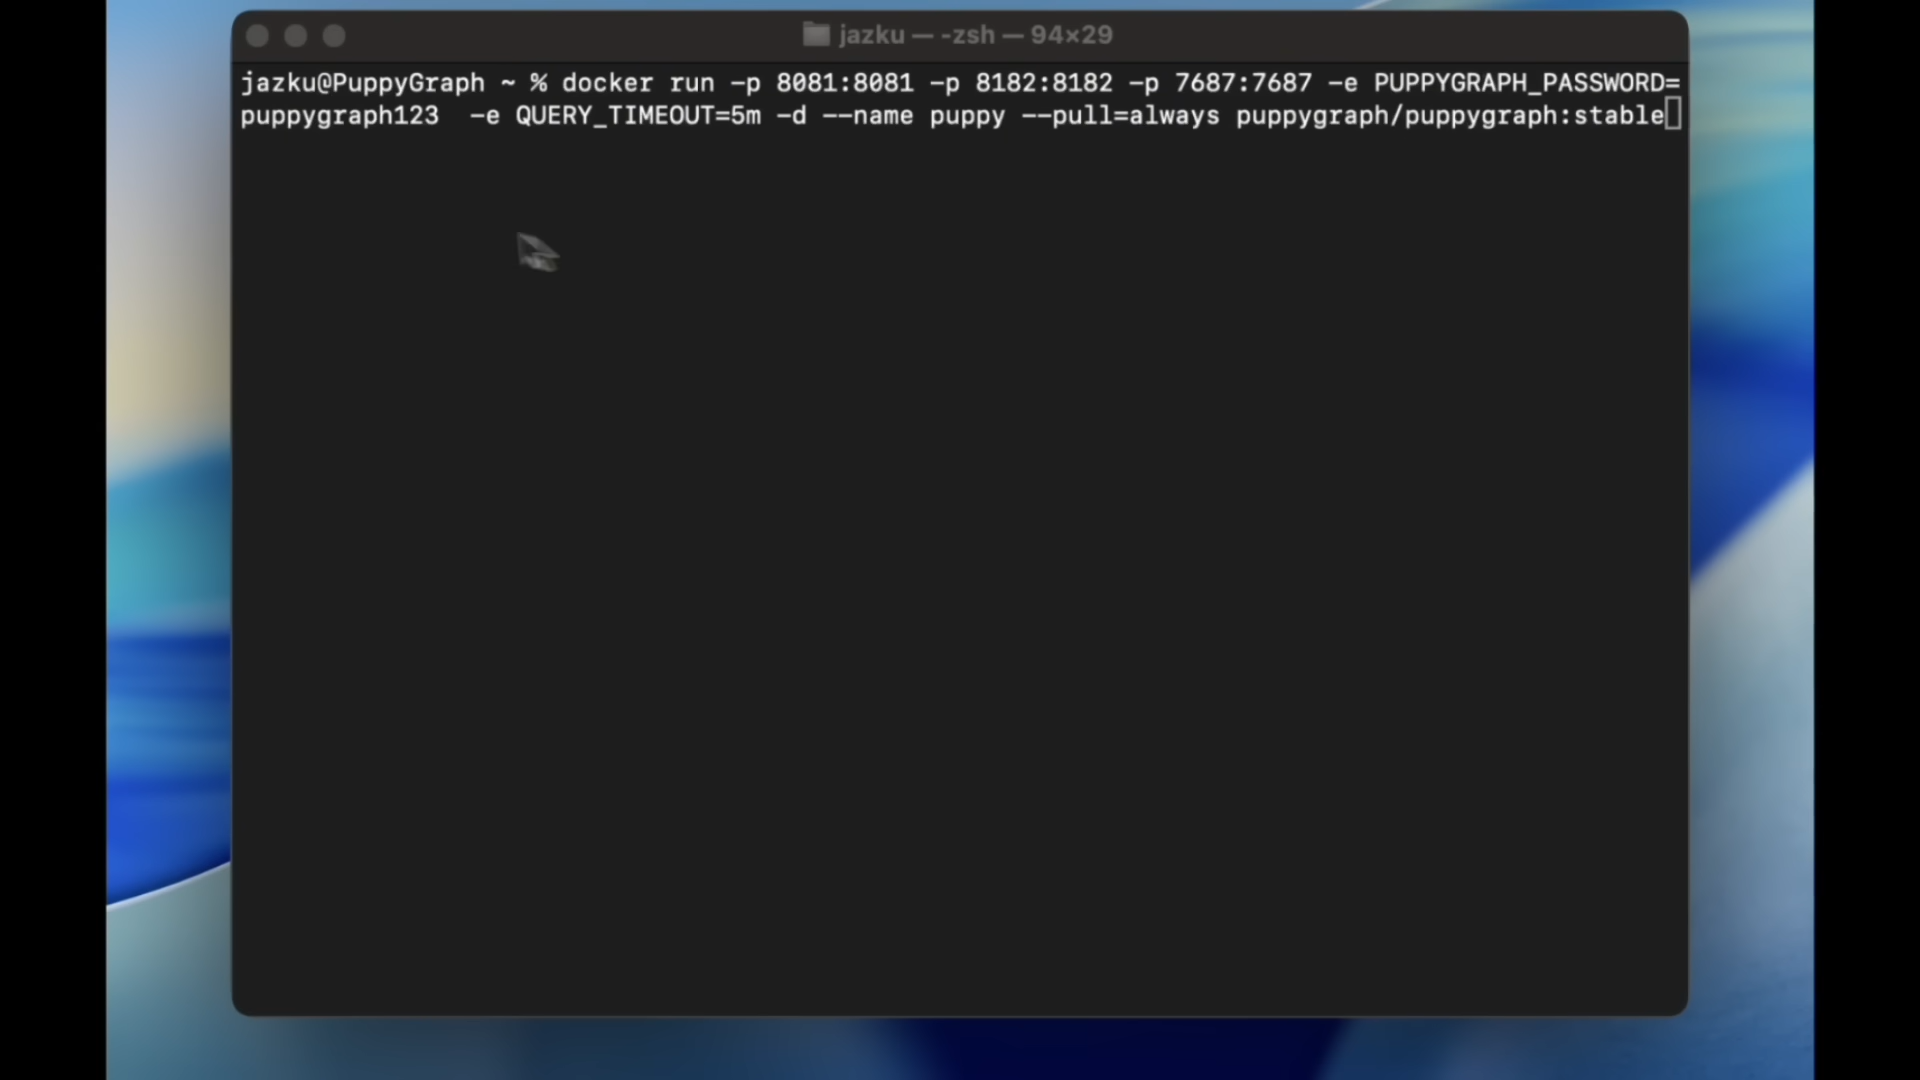 jazku — -zsh — 94×29
jazku@PuppyGraph ~ % docker run -p 8081:8081 -p 8182:8182 -p 7687:7687 -e PUPPYGRAPH_PASSWORD=
puppygraph123  -e QUERY_TIMEOUT=5m -d --name puppy --pull=always puppygraph/puppygraph:stable